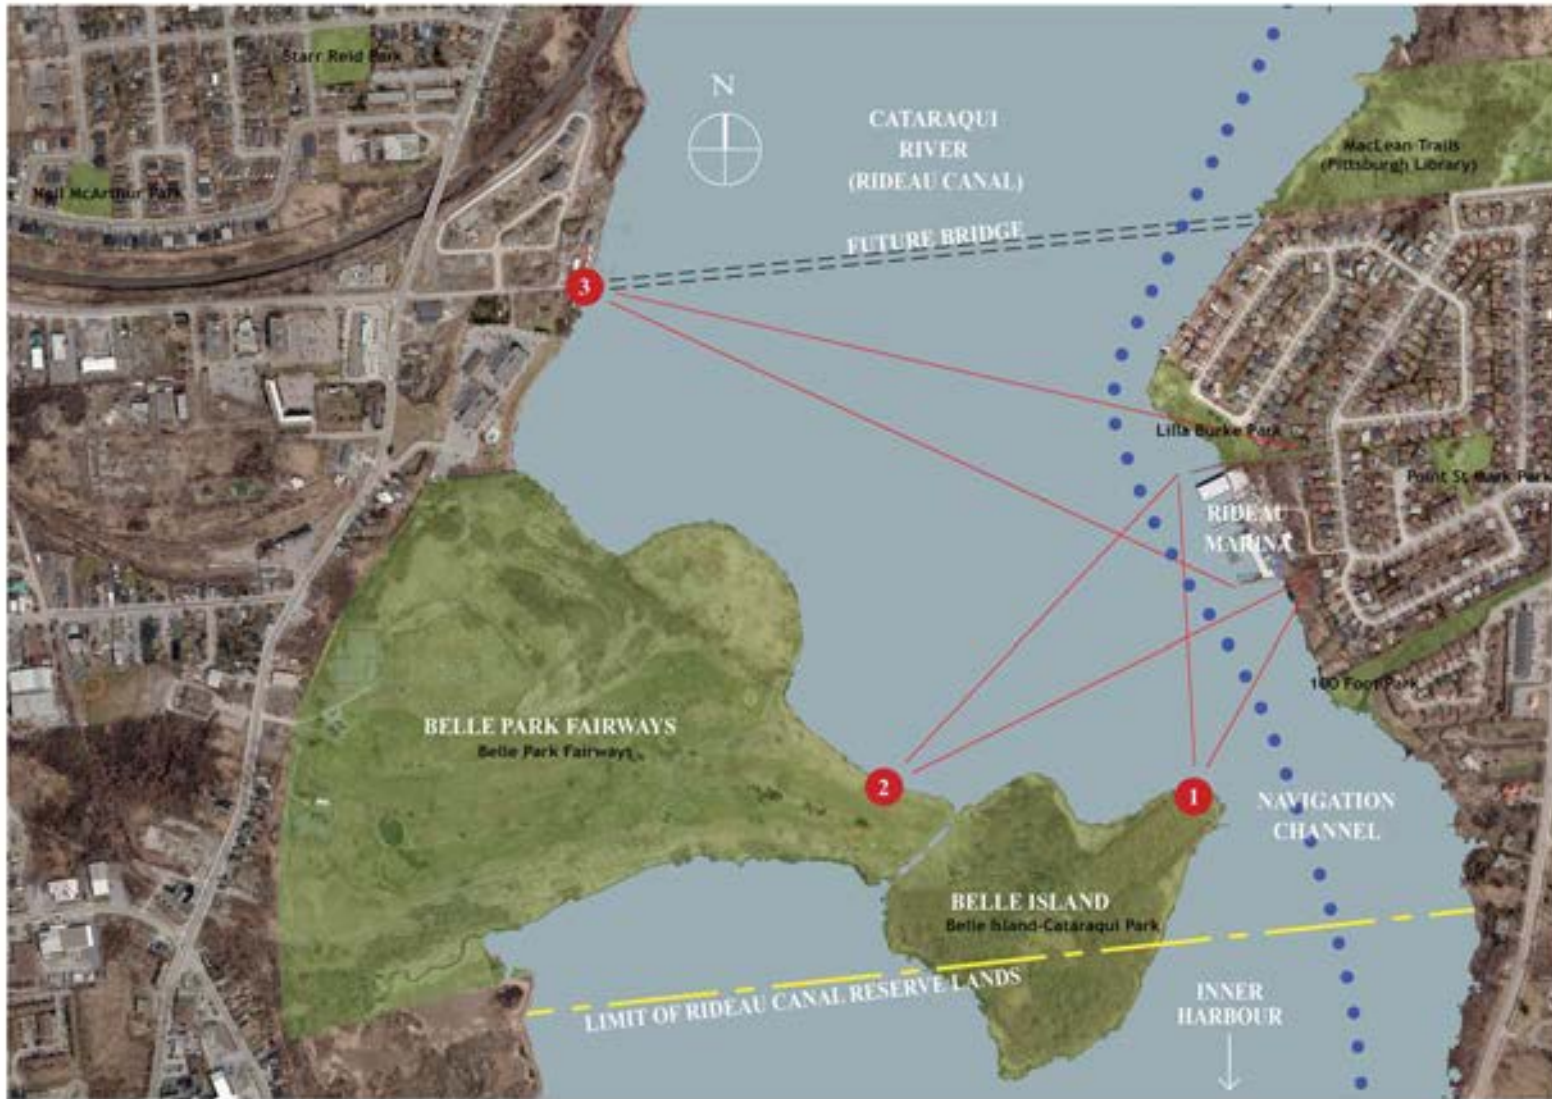 Starr Reid Park
N
CATARAQUI
RIVER
(RIDEAU CANAL)
MacLean Trails
(Pittsburgh Library)
Neil McArthur Park
FUTURE BRIDGE
3
Lilla Burke Park
Point St Mark Park
RIDEAU
MARINA
100 Foot Park
BELLE PARK FAIRWAYS
Belle Park Fairways
2
1
NAVIGATION
CHANNEL
BELLE ISLAND
Belle Island-Cataraqui Park
LIMIT OF RIDEAU CANAL RESERVE LANDS
INNER
HARBOUR